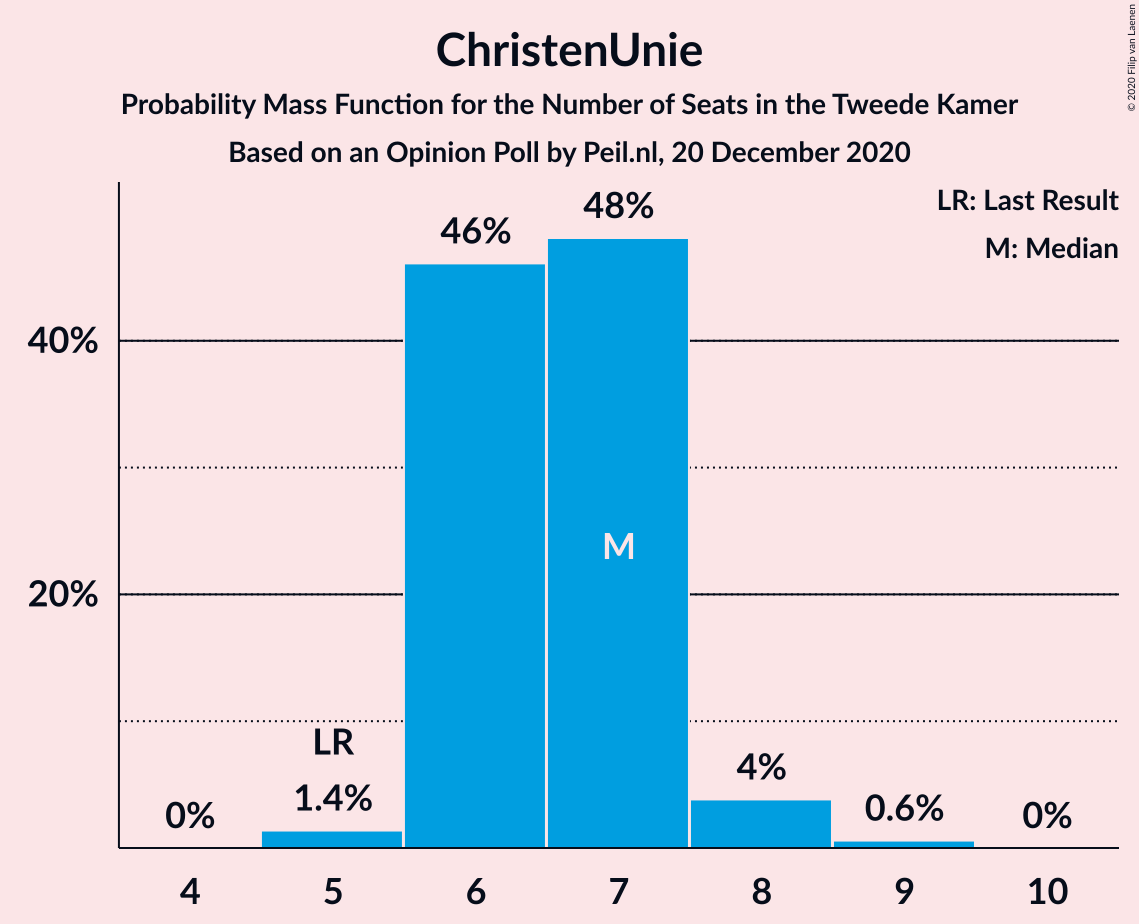 ChristenUnie
Probability Mass Function for the Number of Seats in the Tweede Kamer
Based on an Opinion Poll by Peil.nl, 20 December 2020
© 2020 Filip van Laenen
LR: Last Result
M: Median
48%
46%
40%
M
20%
LR
4%
1.4%
0.6%
0%
0%
4 5 6 7 8 9 10